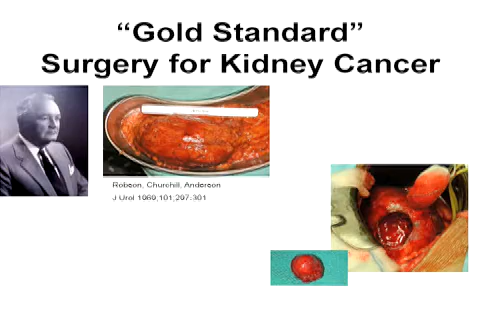 “Gold Standard”
Surgery for Kidney Cancer
Robson, Churchill, Anderson
J Urol 1969;101;297-301